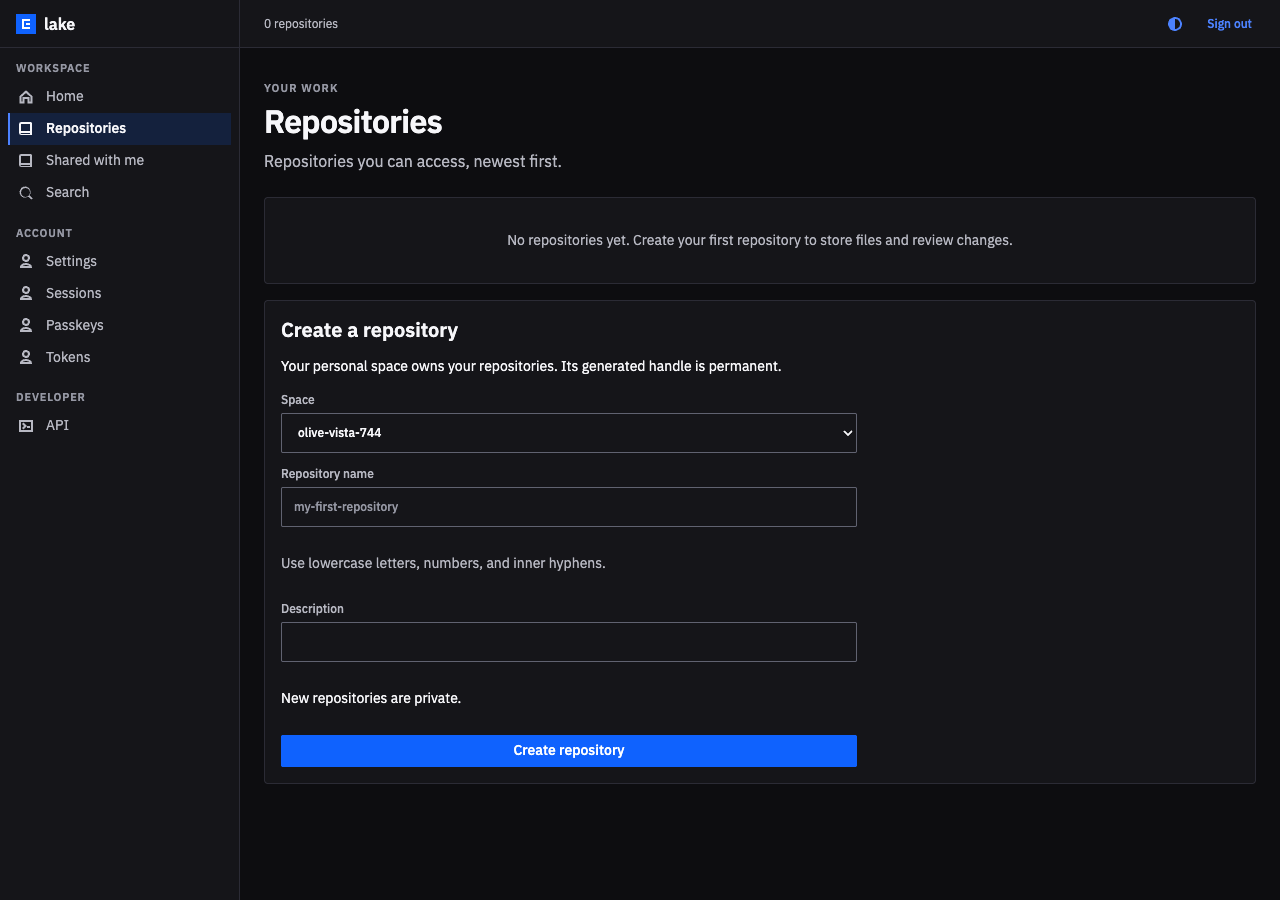 lake
0 repositories
Sign out
WORKSPACE
Home
Repositories
Shared with me
Search
ACCOUNT
Settings
Sessions
Passkeys
Tokens
DEVELOPER
API
YOUR WORK
Repositories
Repositories you can access, newest first.
No repositories yet. Create your first repository to store files and review changes.
Create a repository
Your personal space owns your repositories. Its generated handle is permanent.
Space
olive-vista-744
Repository name
my-first-repository
Use lowercase letters, numbers, and inner hyphens.
Description
New repositories are private.
Create repository